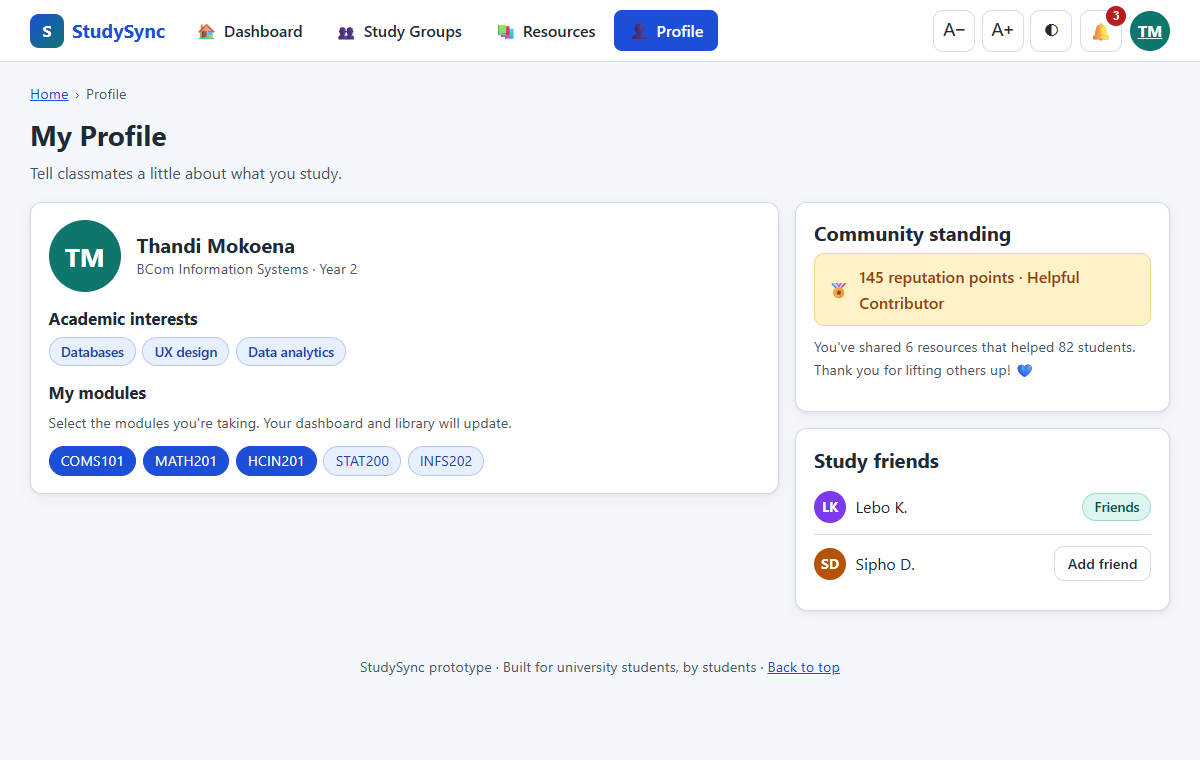 S StudySync 🏠 Dashboard 👥 Study Groups 📚 Resources 👤 Profile A− A+ ◐ 🔔 3 TM
Home › Profile
My Profile
Tell classmates a little about what you study.
TM
Thandi Mokoena
BCom Information Systems · Year 2
Academic interests
Databases UX design Data analytics
My modules
Select the modules you're taking. Your dashboard and library will update.
COMS101 MATH201 HCIN201 STAT200 INFS202
Community standing
🏅 145 reputation points · Helpful
Contributor
You've shared 6 resources that helped 82 students.
Thank you for lifting others up! 💙
Study friends
LK Lebo K. Friends
SD Sipho D. Add friend
StudySync prototype · Built for university students, by students · Back to top